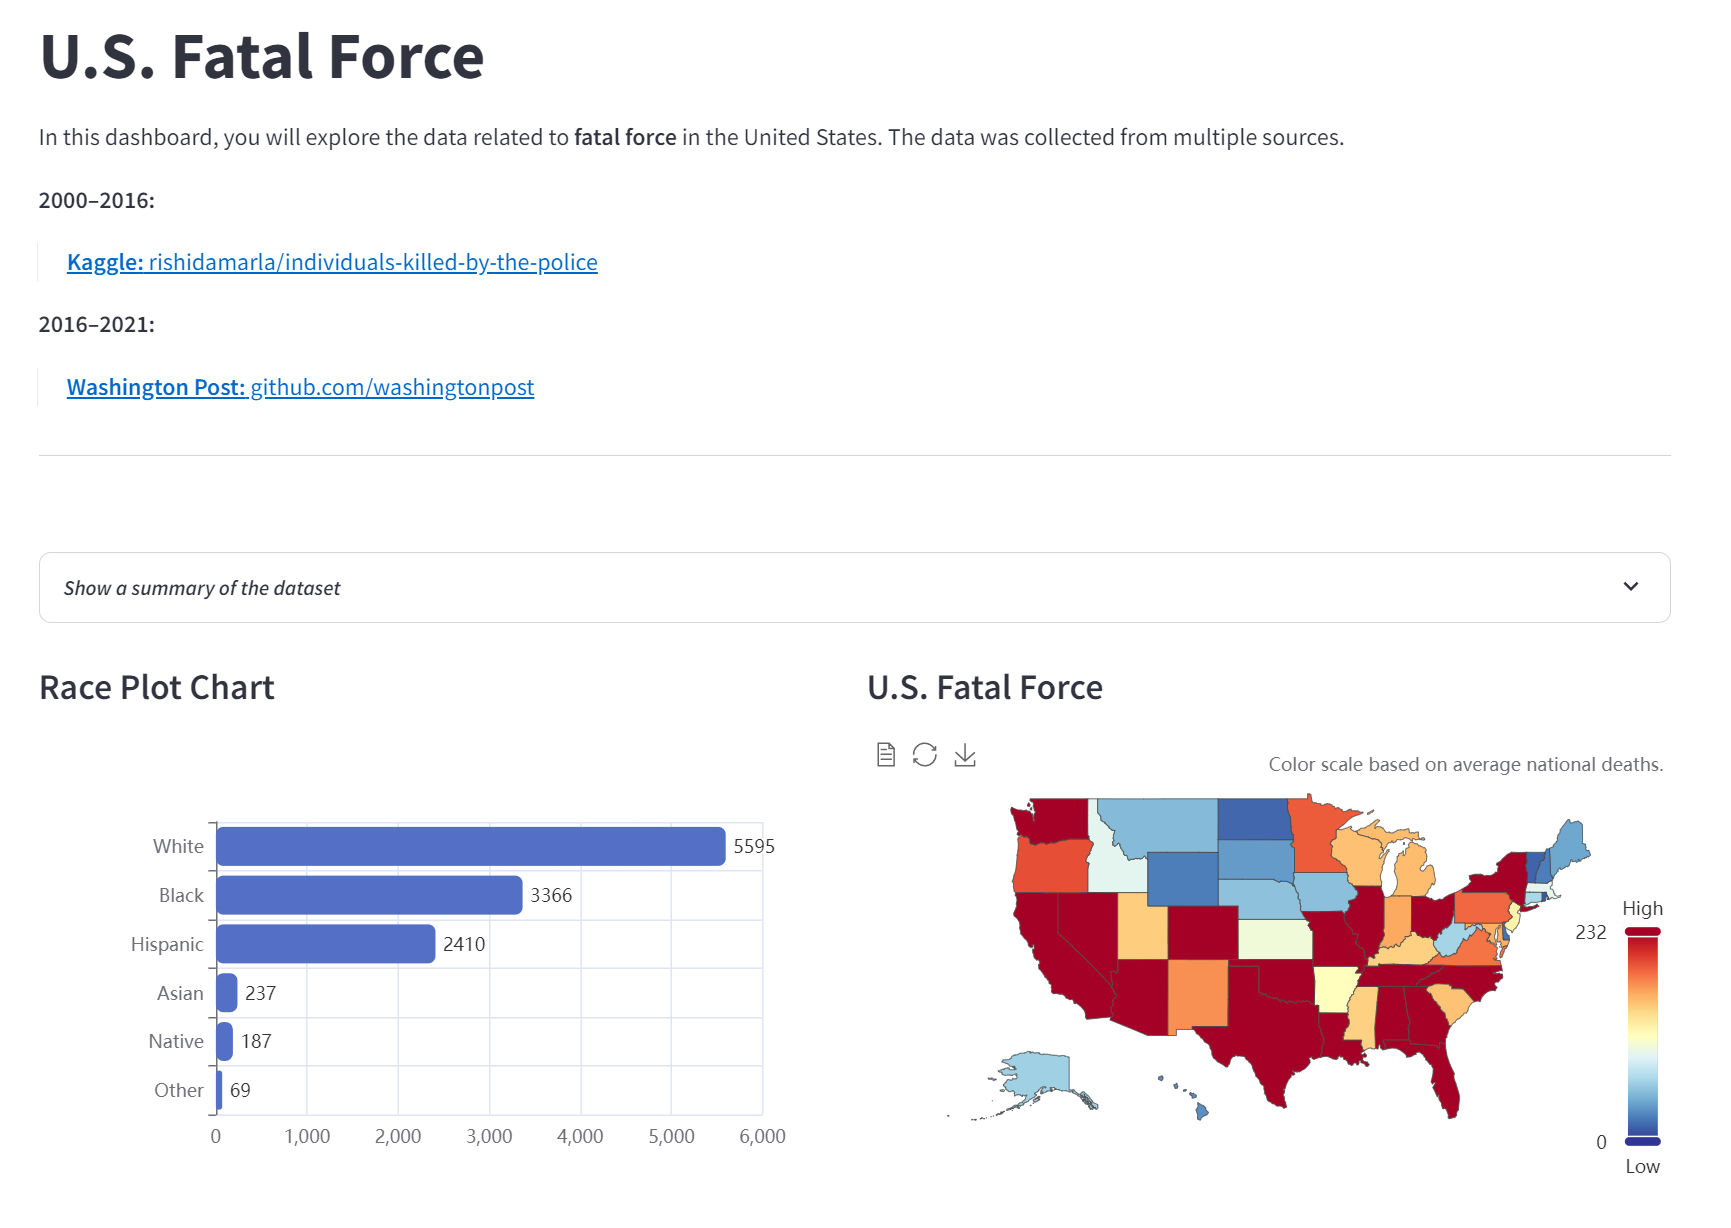 U.S. Fatal Force
In this dashboard, you will explore the data related to fatal force in the United States. The data was collected from multiple sources.
2000–2016:
Kaggle: rishidamarla/individuals-killed-by-the-police
2016–2021:
Washington Post: github.com/washingtonpost
Show a summary of the dataset
Race Plot Chart
White 5595
Black 3366
Hispanic 2410
Asian 237
Native 187
Other 69
0 1,000 2,000 3,000 4,000 5,000 6,000
U.S. Fatal Force
Color scale based on average national deaths.
High
232
0
Low